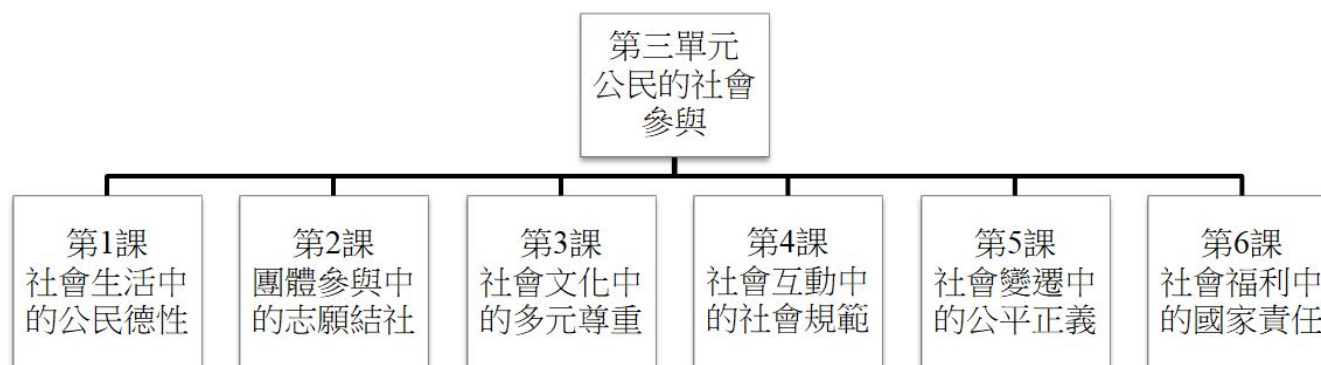 第三單元
公民的社會
參與
第1課
社會生活中
的公民德性
第2課
團體參與中
的志願結社
第3課
社會文化中
的多元尊重
第4課
社會互動中
的社會規範
第5課
社會變遷中
的公平正義
第6課
社會福利中
的國家責任